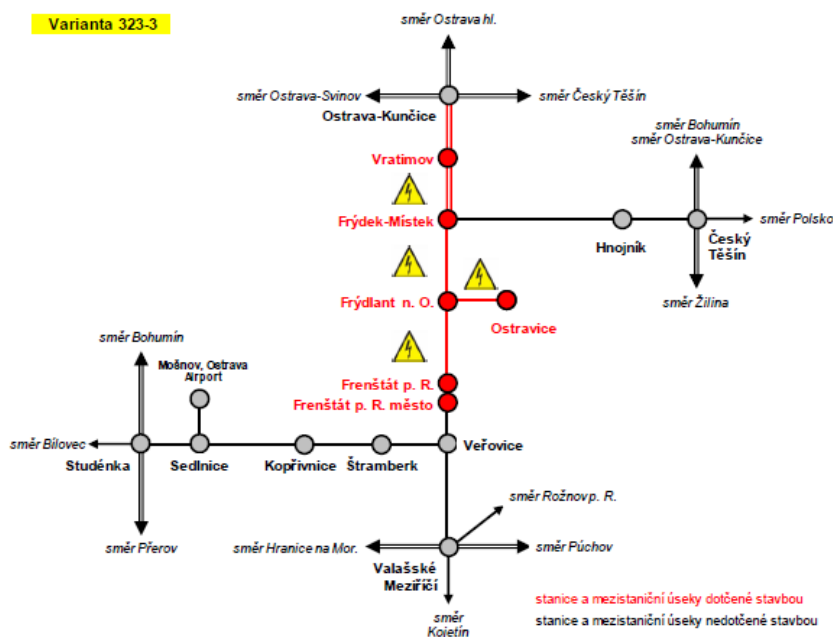 Varianta 323-3
směr Ostrava hl.
směr Ostrava-Svinov
směr Český Těšín
Ostrava-Kunčice
směr Bohumín
směr Ostrava-Kunčice
Vratimov
Frýdek-Místek
směr Polsko
Hnojník
Český
Těšín
Frýdlant n. O.
směr Žilina
Ostravice
směr Bohumín
Mošnov, Ostrava
Airport
Frenštát p. R.
Frenštát p. R. město
směr Bílovec
Studénka
Sedlnice
Kopřivnice
Štramberk
Veřovice
směr Rožnov p. R.
směr Přerov
směr Hranice na Mor.
směr Púchov
Valašské
Meziříčí
směr
Kojetín
stanice a mezistaniční úseky dotčené stavbou
stanice a mezistaniční úseky nedotčené stavbou